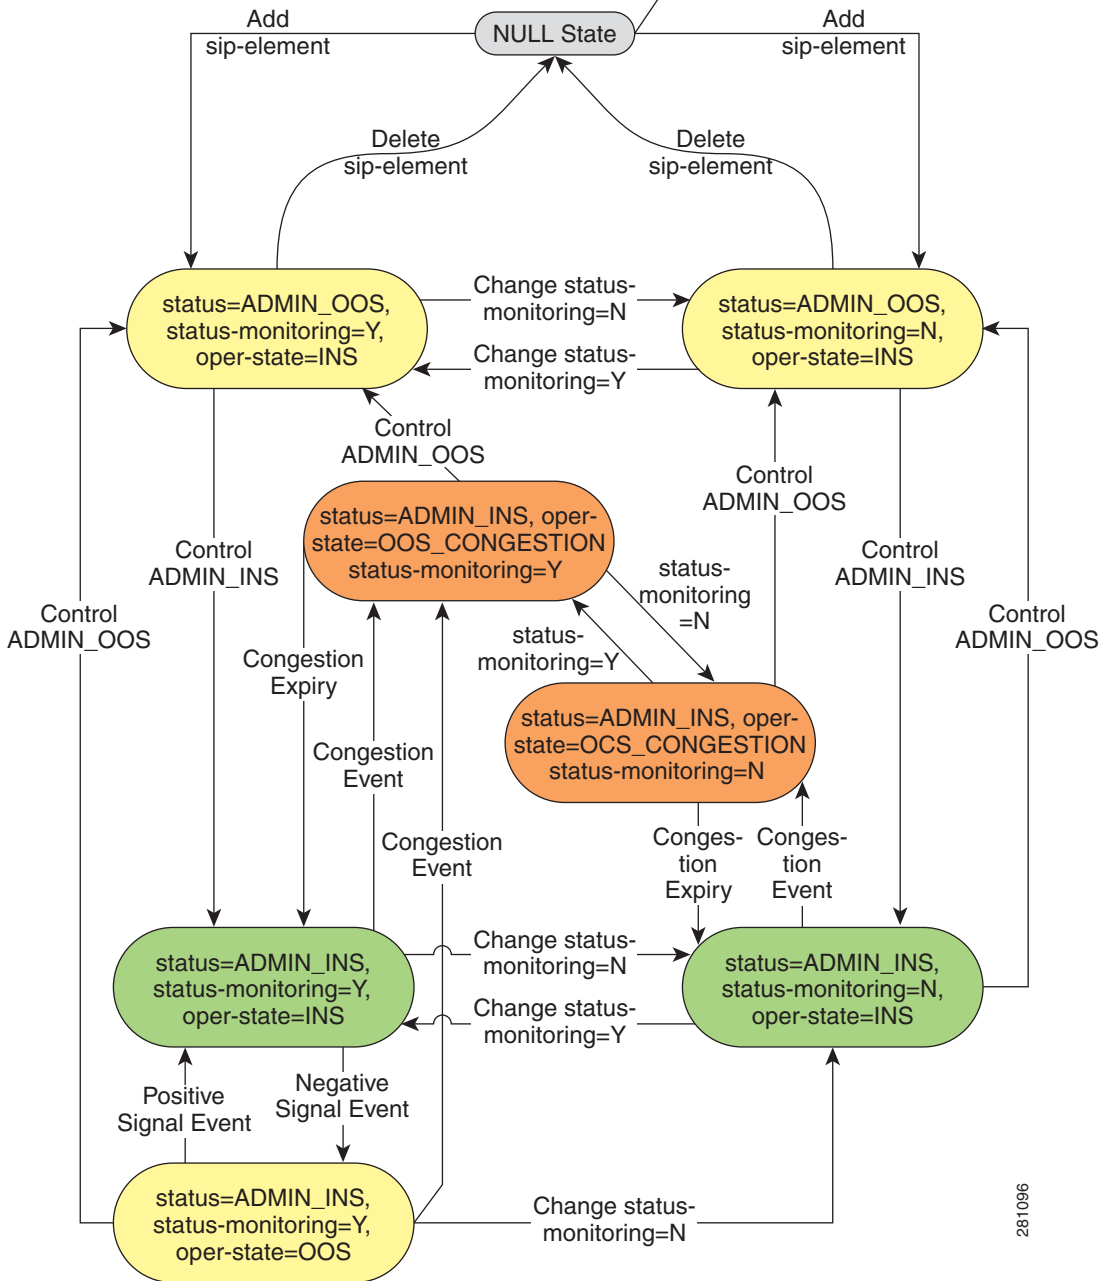 Add
sip-element
NULL State
Add
sip-element
Delete
sip-element
Delete
sip-element
status=ADMIN_OOS,
status-monitoring=Y,
oper-state=INS
Change status-
monitoring=N
Change status-
monitoring=Y
status=ADMIN_OOS,
status-monitoring=N,
oper-state=INS
Control
ADMIN_OOS
Control
ADMIN_OOS
status=ADMIN_INS, oper-
state=OOS_CONGESTION
status-monitoring=Y
Control
ADMIN_INS
Control
ADMIN_INS
status-
monitoring
=N
Control
ADMIN_OOS
Control
ADMIN_OOS
status-
monitoring=Y
Congestion
Expiry
status=ADMIN_INS, oper-
state=OCS_CONGESTION
status-monitoring=N
Congestion
Event
Congestion
Event
Conges-
tion
Expiry
Conges-
tion
Event
status=ADMIN_INS,
status-monitoring=Y,
oper-state=INS
Change status-
monitoring=N
Change status-
monitoring=Y
status=ADMIN_INS,
status-monitoring=N,
oper-state=INS
Positive
Signal Event
Negative
Signal Event
status=ADMIN_INS,
status-monitoring=Y,
oper-state=OOS
Change status-
monitoring=N
281096